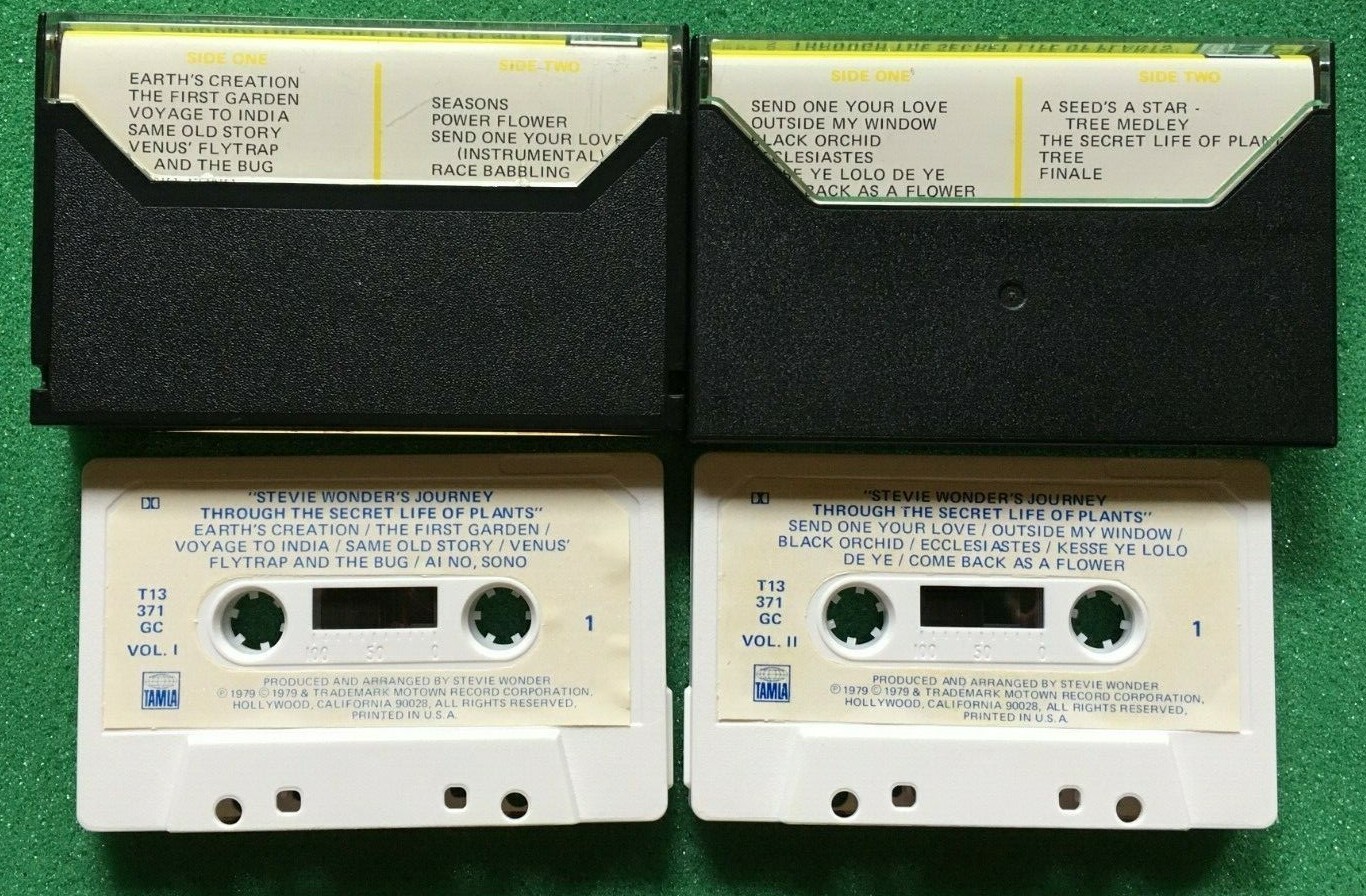 THROUGH THE SECRET LIFE OF PLANTS
SIDE ONE
EARTH'S CREATION
THE FIRST GARDEN
VOYAGE TO INDIA
SAME OLD STORY
VENUS' FLYTRAP
AND THE BUG
SIDE TWO
SEASONS
POWER FLOWER
SEND ONE YOUR LOVE
(INSTRUMENTAL)
RACE BABBLING
THROUGH THE SECRET LIFE OF PLANTS"
SIDE ONE
SEND ONE YOUR LOVE
OUTSIDE MY WINDOW
BLACK ORCHID
CLESIASTES
E YE LOLO DE YE
BACK AS A FLOWER
SIDE TWO
A SEED'S A STAR -
TREE MEDLEY
THE SECRET LIFE OF PLAN
TREE
FINALE
"STEVIE WONDER'S JOURNEY
THROUGH THE SECRET LIFE OF PLANTS"
EARTH'S CREATION / THE FIRST GARDEN /
VOYAGE TO INDIA / SAME OLD STORY / VENUS'
FLYTRAP AND THE BUG / AI NO, SONO
T13
371
GC
VOL. I
1
100 50 0
TAMLA
PRODUCED AND ARRANGED BY STEVIE WONDER
℗ 1979 © 1979 & TRADEMARK MOTOWN RECORD CORPORATION,
HOLLYWOOD, CALIFORNIA 90028, ALL RIGHTS RESERVED,
PRINTED IN U.S.A.
"STEVIE WONDER'S JOURNEY
THROUGH THE SECRET LIFE OF PLANTS"
SEND ONE YOUR LOVE / OUTSIDE MY WINDOW /
BLACK ORCHID / ECCLESIASTES / KESSE YE LOLO
DE YE / COME BACK AS A FLOWER
T13
371
GC
VOL. II
1
100 50 0
TAMLA
PRODUCED AND ARRANGED BY STEVIE WONDER
℗ 1979 © 1979 & TRADEMARK MOTOWN RECORD CORPORATION,
HOLLYWOOD, CALIFORNIA 90028, ALL RIGHTS RESERVED,
PRINTED IN U.S.A.